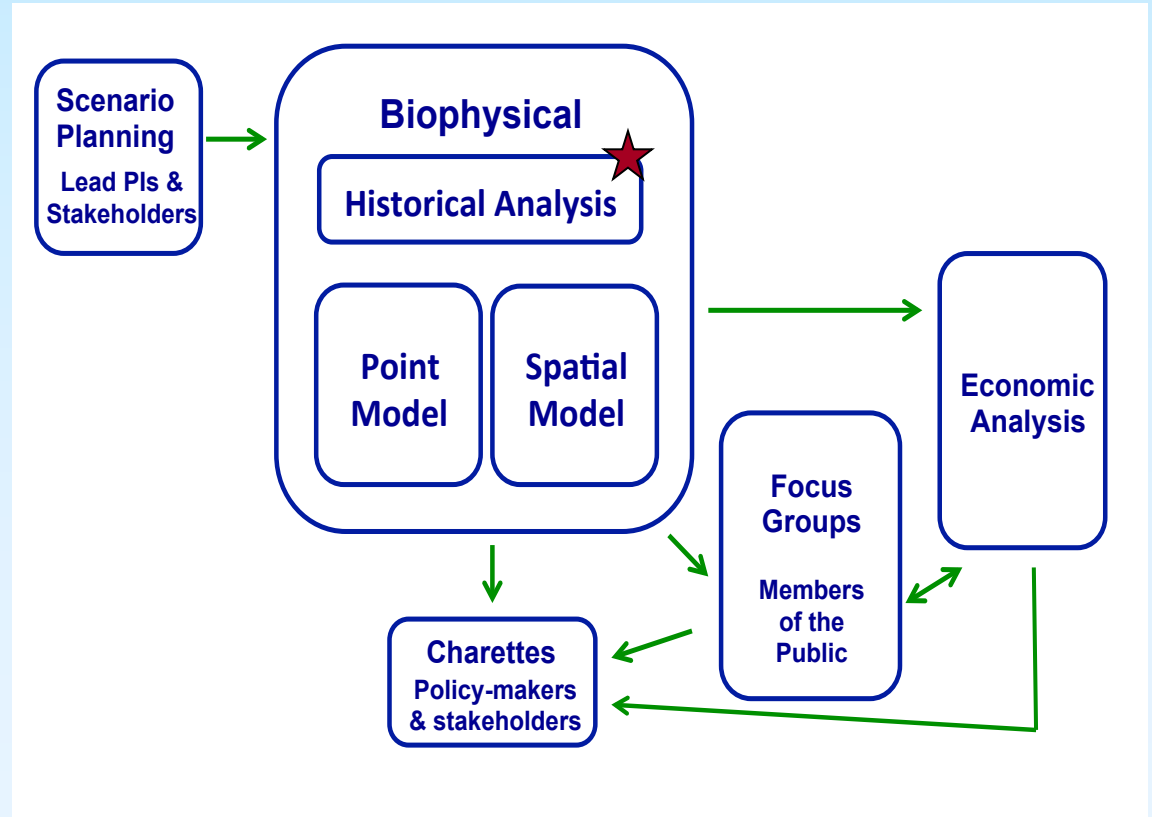 Scenario
Planning
Lead PIs &
Stakeholders
Biophysical
Historical Analysis
Point
Model
Spatial
Model
Economic
Analysis
Focus
Groups
Members
of the
Public
Charettes
Policy-makers
& stakeholders